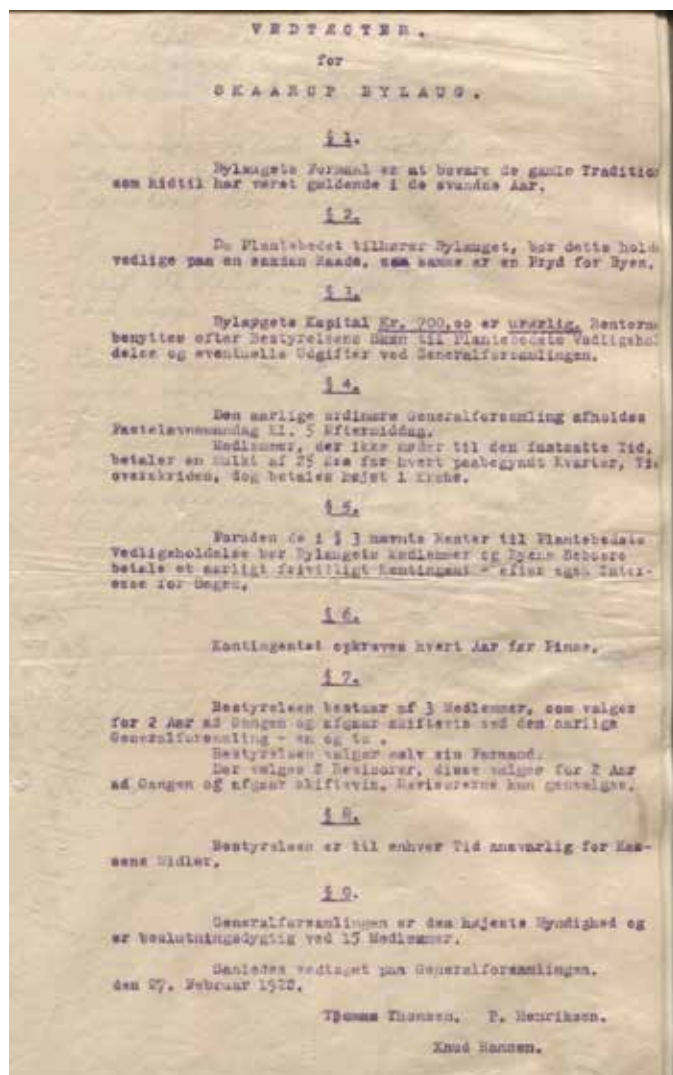 VEDTÆGTER.
for
SKAARUP BYLAUG.
§ 1.
Bylaugets Formaal er at bevare de gamle Tradition
som hidtil har været gældende i de svundne Aar.
§ 2.
Da Plantebedet tilhører Bylauget, bør dette holde
vedlige paa en saadan Maade, samme er en Pryd for Byen.
§ 3.
Bylaugets Kapital Kr. 700,oo er urørlig. Renterne
benyttes efter Bestyrelsens Skøn til Plantebedets Vedligehol
delse og eventuelle Udgifter ved Generalforsamlingen.
§ 4.
Den aarlige ordinære Generalforsamling afholdes
Fastelavnsmandag Kl. 5 Eftermiddag.
Medlemmer, der ikke møder til den fastsatte Tid,
betaler en Mulkt af 25 Øre for hvert paabegyndt Kvarter, Ti
overskriden, dog betales højst 1 Krone.
§ 5.
Foruden de i § 3 nævnte Renter til Plantebedets
Vedligeholdelse bør Bylaugets Medlemmer og Byens Beboere
betale et aarligt frivilligt Kontingent - efter egen Inter-
esse for Sagen.
§ 6.
Kontingentet opkræves hvert Aar før Pinse.
§ 7.
Bestyrelsen bestaar af 3 Medlemmer, som vælges
for 2 Aar ad Gangen og afgaar skiftevis ved den aarlige
Generalforsamling - en og to .
Bestyrelsen vælger selv sin Formand.
Der vælges 2 Revisorer, disse vælges for 2 Aar
ad Gangen og afgaar skiftevis. Revisorerne kan genvælges.
§ 8.
Bestyrelsen er til enhver Tid ansvarlig for Kas-
sens Midler.
§ 9.
Generalforsamlingen er den højeste Myndighed og
er beslutningsdygtig ved 15 Medlemmer.
Saaledes vedtaget paa Generalforsamlingen.
den 27. Februar
Thomas Thomsen. P. Henriksen.
Knud Hansen.